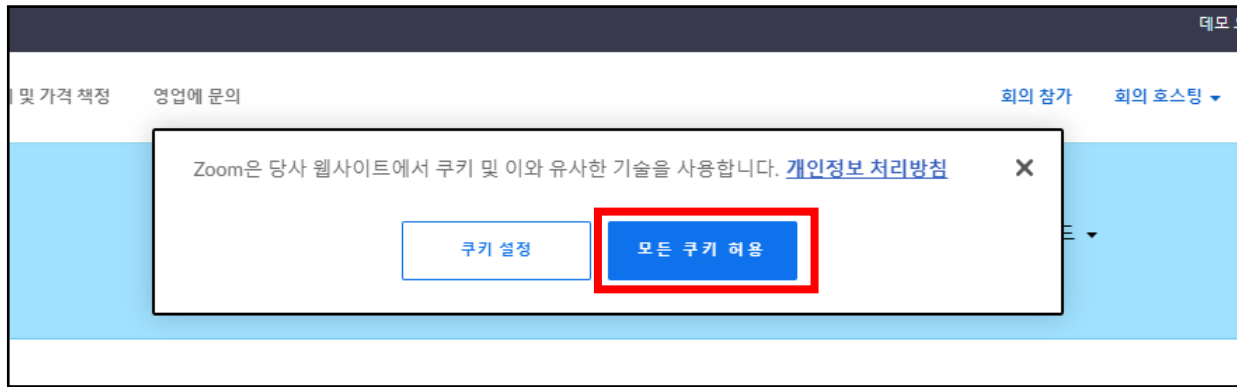 데모
및 가격 책정 영업에 문의 회의 참가 회의 호스팅
Zoom은 당사 웹사이트에서 쿠키 및 이와 유사한 기술을 사용합니다. 개인정보 처리방침
쿠키 설정 모든 쿠키 허용
드